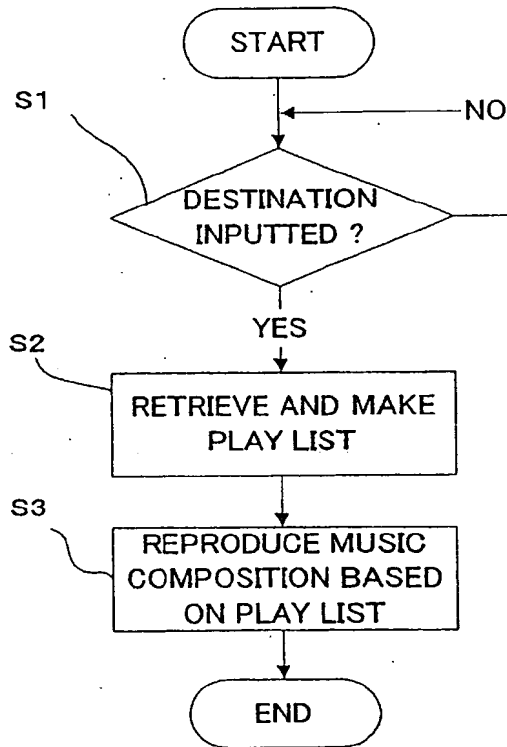 START
S1
NO
DESTINATION
INPUTTED ?
YES
S2
RETRIEVE AND MAKE
PLAY LIST
S3
REPRODUCE MUSIC
COMPOSITION BASED
ON PLAY LIST
END